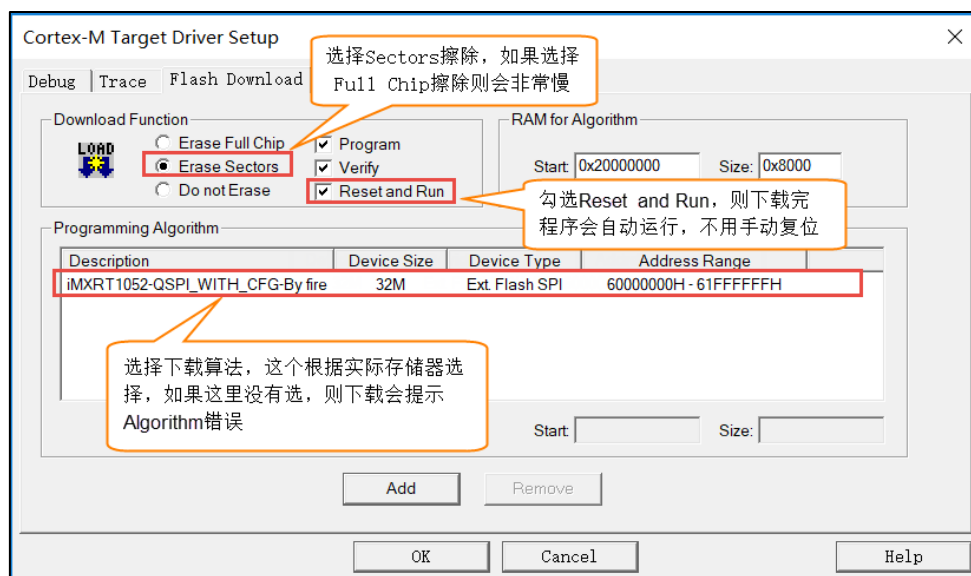 Cortex-M Target Driver Setup
选择Sectors擦除，如果选择
Full Chip擦除则会非常慢
Debug Trace Flash Download
Download Function
RAM for Algorithm
LOAD
Erase Full Chip
Program
Erase Sectors
Verify
Start: 0x20000000 Size: 0x8000
Do not Erase
Reset and Run
勾选Reset and Run，则下载完
程序会自动运行，不用手动复位
Programming Algorithm
Description Device Size Device Type Address Range
iMXRT1052-QSPI_WITH_CFG-By fire 32M Ext. Flash SPI 60000000H - 61FFFFFFH
选择下载算法，这个根据实际存储器选
择，如果这里没有选，则下载会提示
Algorithm错误
Start: Size:
Add Remove
OK Cancel Help